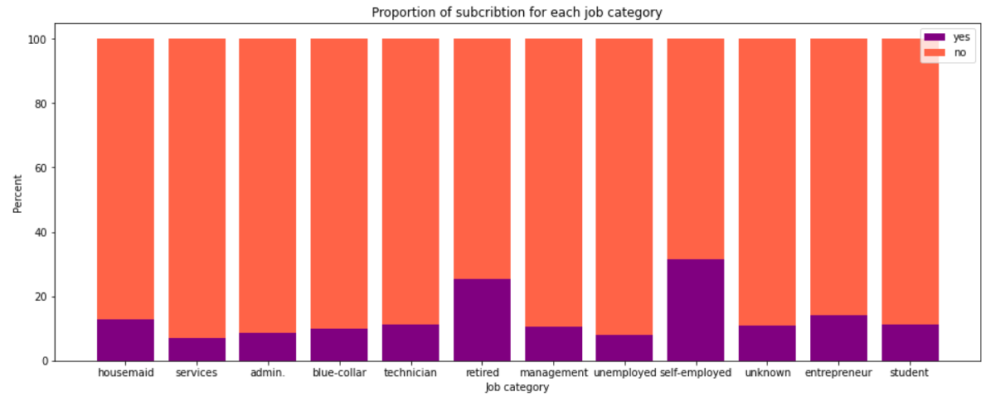 Proportion of subcribtion for each job category
yes
no
100
80
60
40
20
0
Percent
housemaid services admin. blue-collar technician retired management unemployed self-employed unknown entrepreneur student
Job category